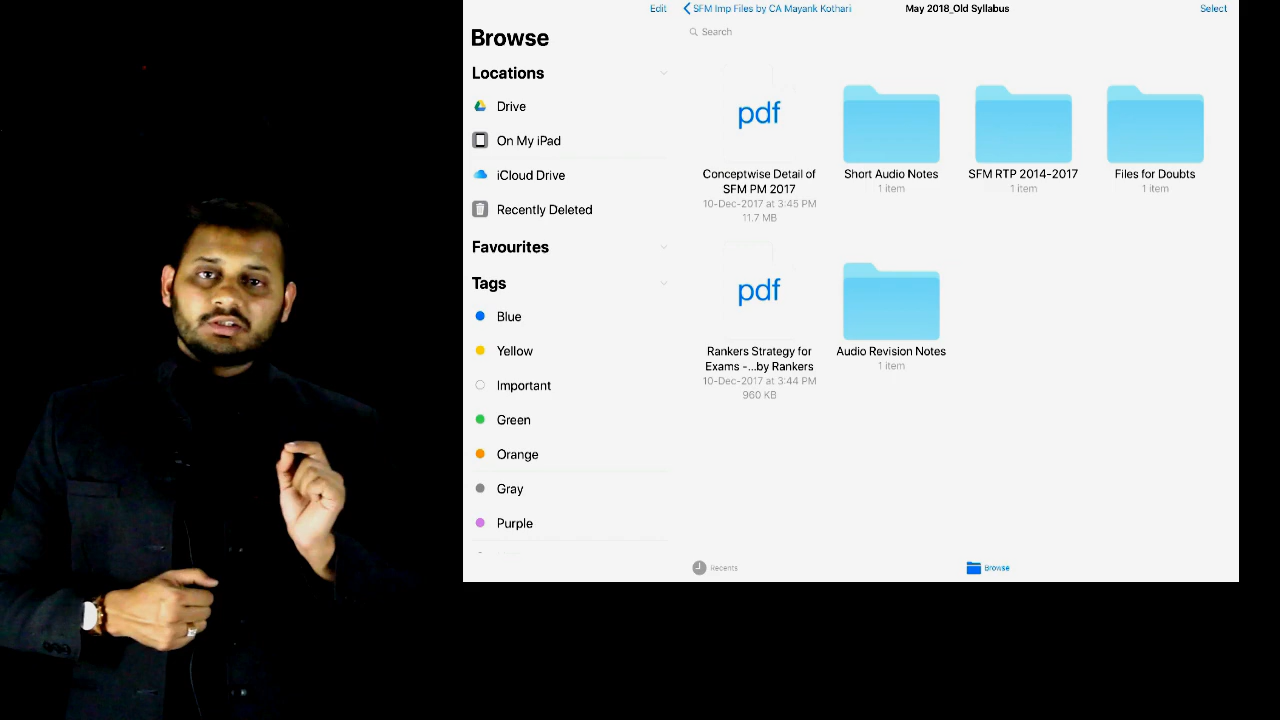 Edit
SFM Imp Files by CA Mayank Kothari
May 2018_Old Syllabus
Select
Browse
Search
Locations
Drive
On My iPad
iCloud Drive
Recently Deleted
Favourites
Tags
Blue
Yellow
Important
Green
Orange
Gray
Purple
pdf
Conceptwise Detail of
SFM PM 2017
10-Dec-2017 at 3:45 PM
11.7 MB
Short Audio Notes
1 item
SFM RTP 2014-2017
1 item
Files for Doubts
1 item
pdf
Rankers Strategy for
Exams -...by Rankers
10-Dec-2017 at 3:44 PM
960 KB
Audio Revision Notes
1 item
Recents
Browse